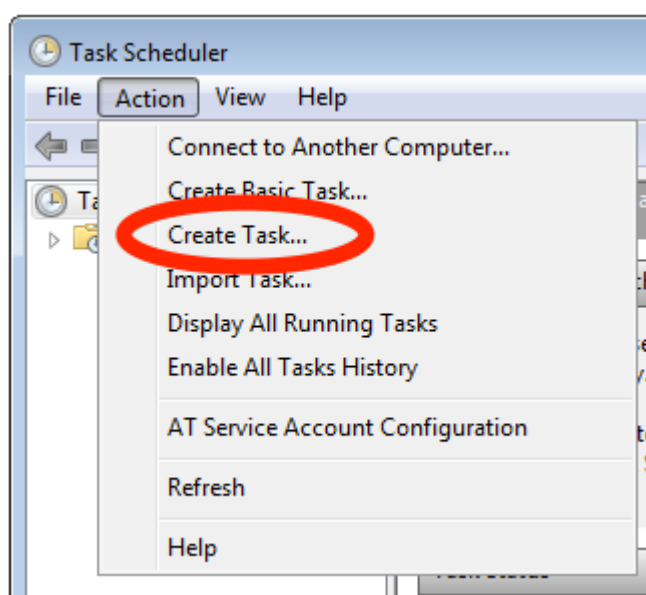 Task Scheduler
File Action View Help
Connect to Another Computer...
Create Basic Task...
Create Task...
Import Task...
Display All Running Tasks
Enable All Tasks History
AT Service Account Configuration
Refresh
Help